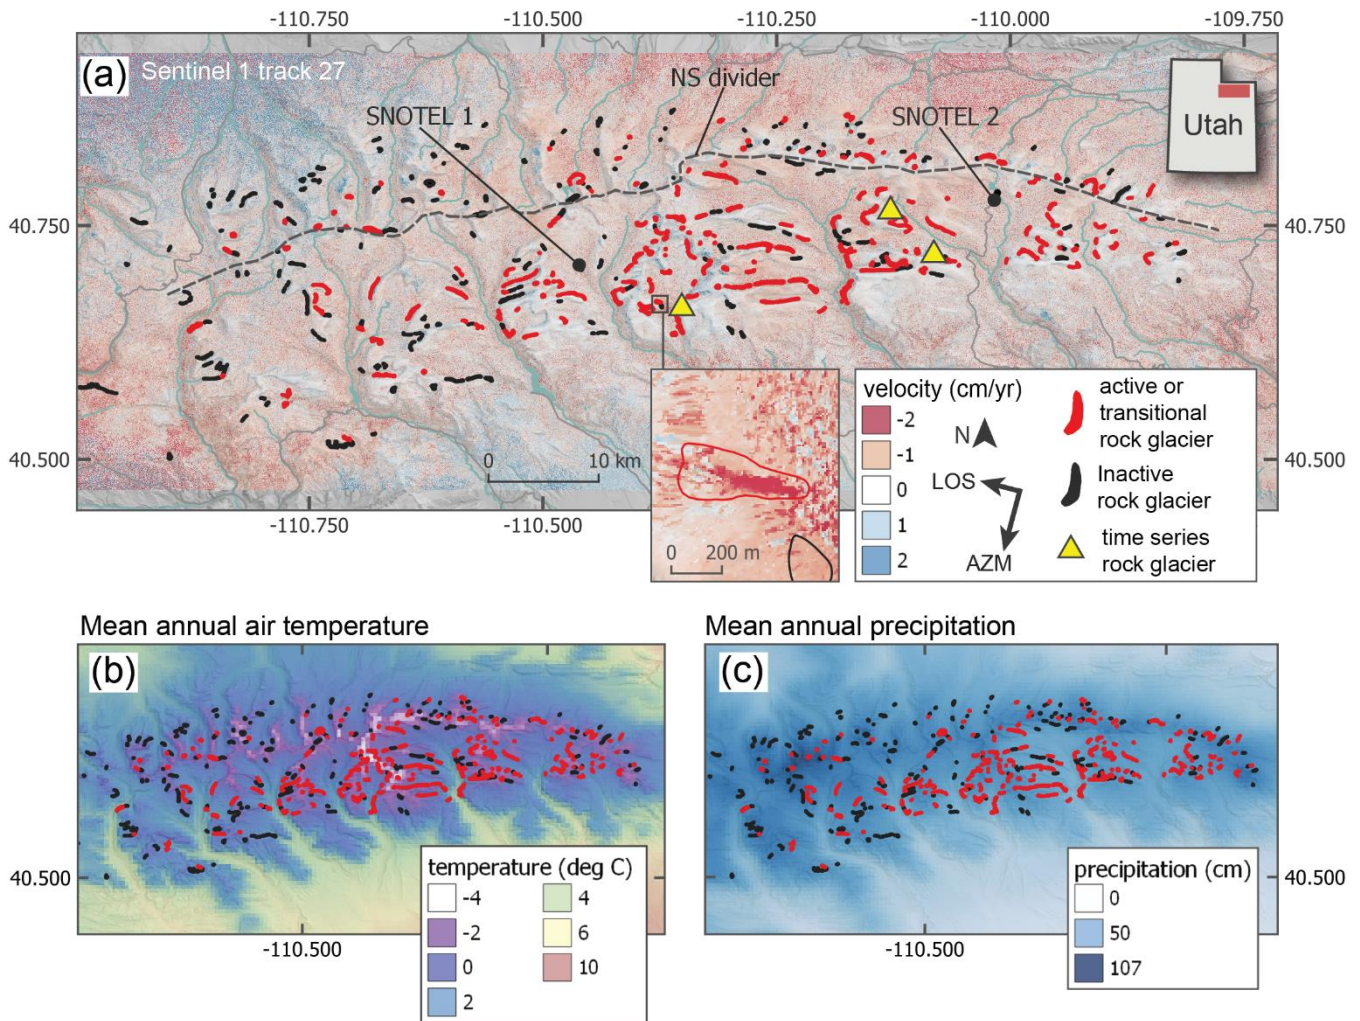 -110.750
-110.500
-110.250
-110.000
-109.750
(a)
Sentinel 1 track 27
NS divider
SNOTEL 1
SNOTEL 2
Utah
40.750
40.750
velocity (cm/yr)
-2
-1
0
1
2
N
LOS
AZM
active or
transitional
rock glacier
Inactive
rock glacier
time series
rock glacier
40.500
40.500
0 10 km
0 200 m
-110.750
-110.500
-110.250
-110.000
Mean annual air temperature
(b)
temperature (deg C)
-4
-2
0
2
4
6
10
40.500
-110.500
Mean annual precipitation
(c)
precipitation (cm)
0
50
107
40.500
-110.500